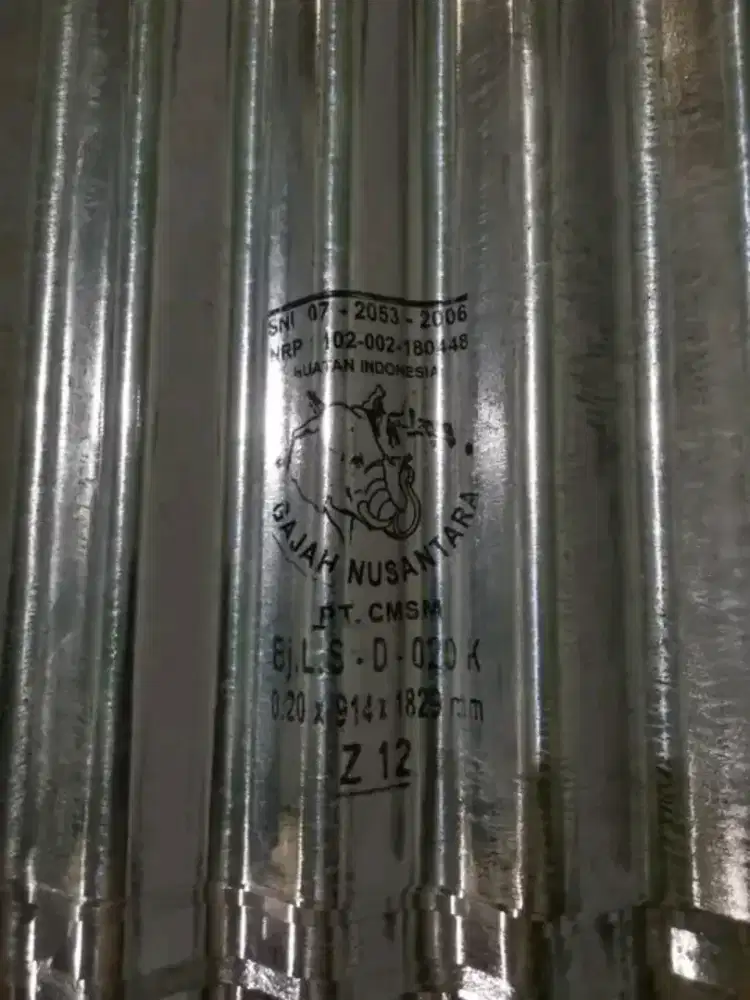 SNI 07 - 2053 - 2006
NRP : 102-002-180448
BUATAN INDONESIA
GAJAH NUSANTARA
PT. CMSM
Bj.L.S - D - 020 K
0.20 x 914 x 1829 mm
Z 12